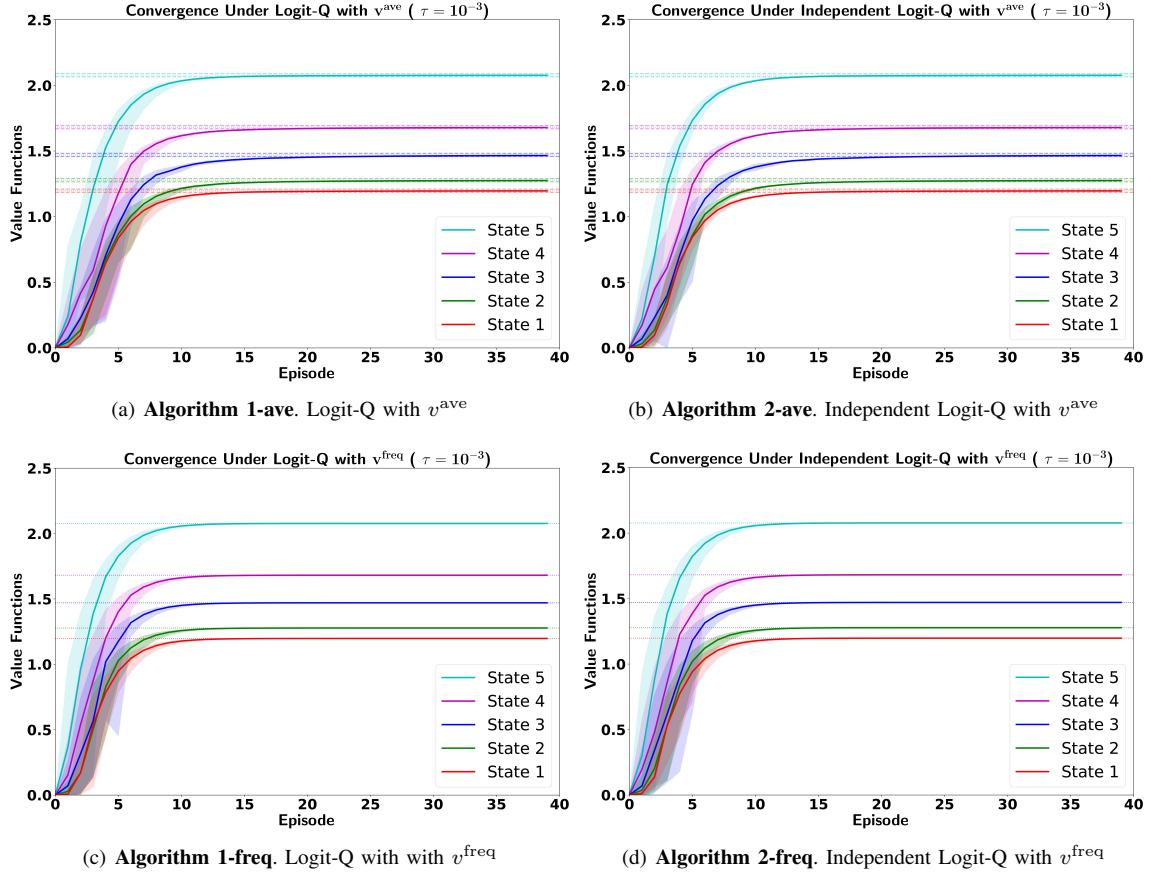 Convergence Under Logit-Q with v^ave ( τ = 10^−3)
Value Functions
2.5
2.0
1.5
1.0
0.5
0.0
State 5
State 4
State 3
State 2
State 1
0 5 10 15 20 25 30 35 40
Episode
(a) Algorithm 1-ave. Logit-Q with v^ave
Convergence Under Independent Logit-Q with v^ave ( τ = 10^−3)
Value Functions
2.5
2.0
1.5
1.0
0.5
0.0
State 5
State 4
State 3
State 2
State 1
0 5 10 15 20 25 30 35 40
Episode
(b) Algorithm 2-ave. Independent Logit-Q with v^ave
Convergence Under Logit-Q with v^freq ( τ = 10^−3)
Value Functions
2.5
2.0
1.5
1.0
0.5
0.0
State 5
State 4
State 3
State 2
State 1
0 5 10 15 20 25 30 35 40
Episode
(c) Algorithm 1-freq. Logit-Q with with v^freq
Convergence Under Independent Logit-Q with v^freq ( τ = 10^−3)
Value Functions
2.5
2.0
1.5
1.0
0.5
0.0
State 5
State 4
State 3
State 2
State 1
0 5 10 15 20 25 30 35 40
Episode
(d) Algorithm 2-freq. Independent Logit-Q with v^freq